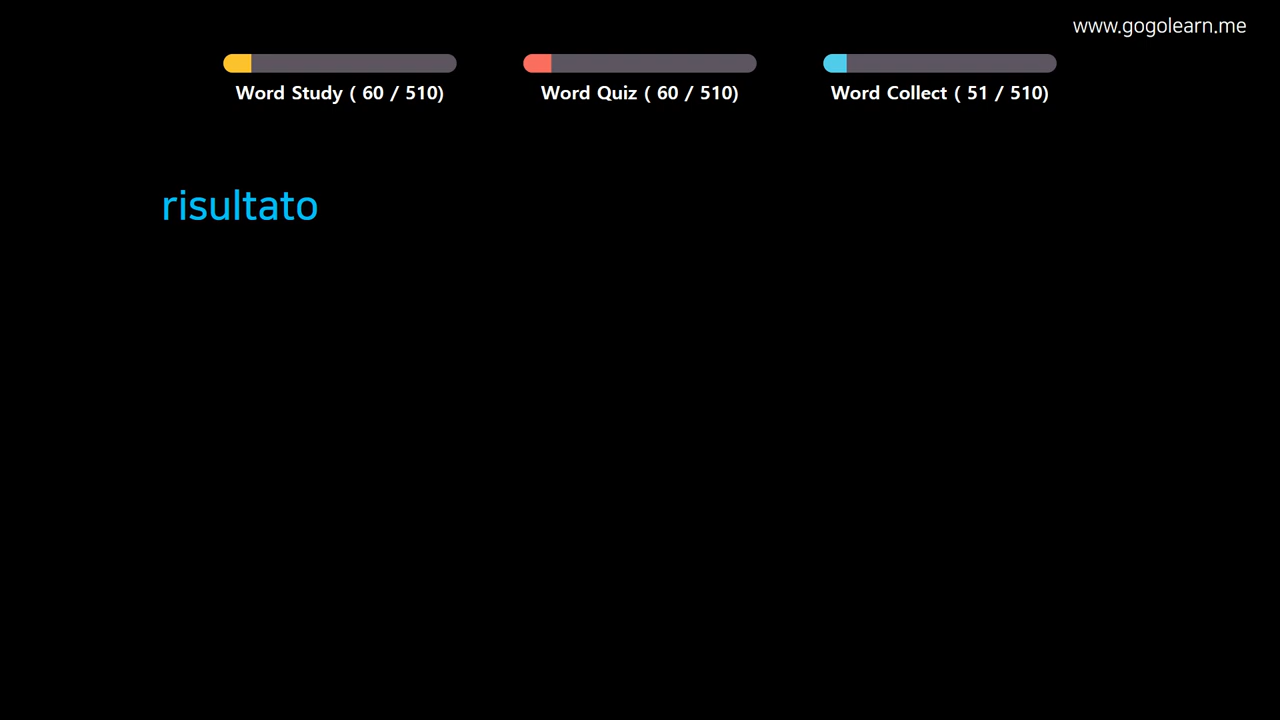 www.gogolearn.me
Word Study ( 60 / 510)
Word Quiz ( 60 / 510)
Word Collect ( 51 / 510)
risultato